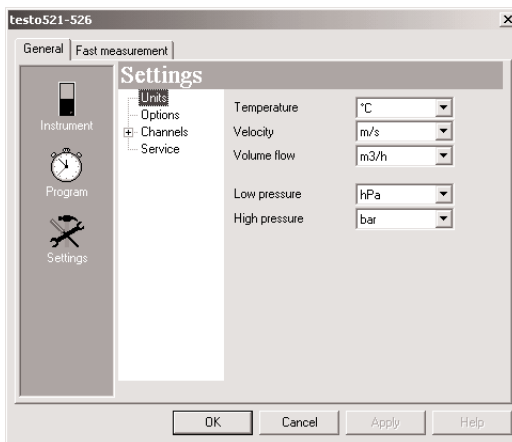 testo521-526
General Fast measurement
Settings
Instrument
Program
Settings
Units
Options
Channels
Service
Temperature °C
Velocity m/s
Volume flow m3/h
Low pressure hPa
High pressure bar
OK Cancel Apply Help